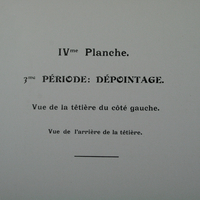 IVme Planche.
7me PÉRIODE: DÉPOINTAGE.
Vue de la têtière du côté gauche.
Vue de l'arrière de la têtière.